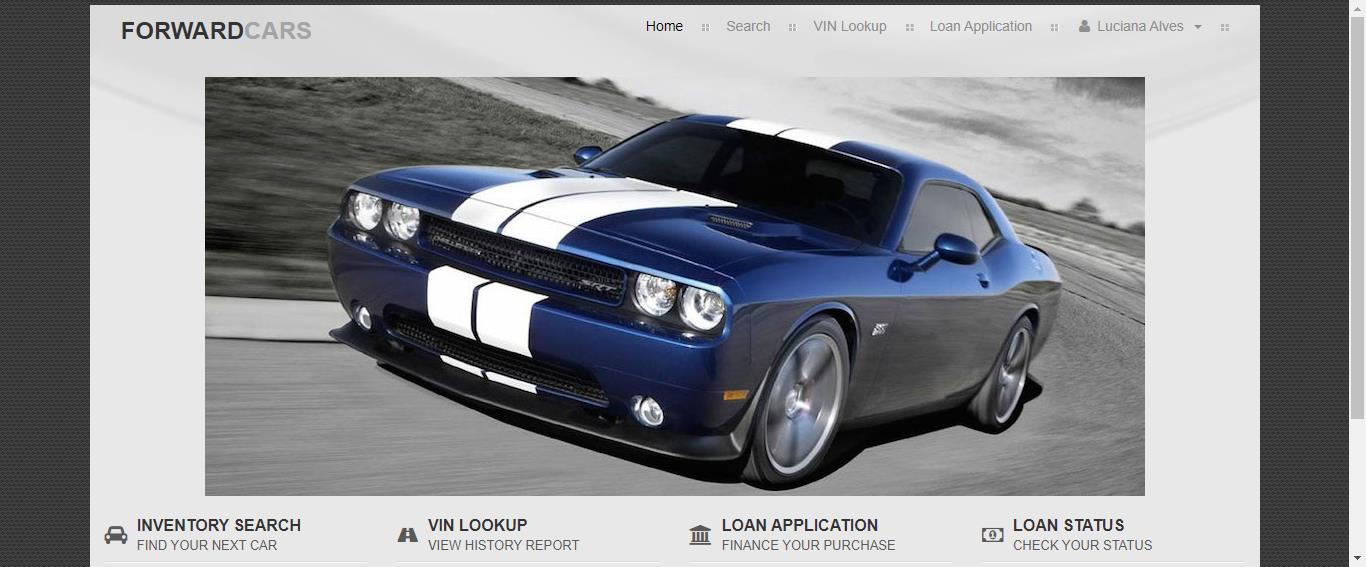 FORWARDCARS
Home
Search
VIN Lookup
Loan Application
Luciana Alves
SRT
INVENTORY SEARCH
FIND YOUR NEXT CAR
VIN LOOKUP
VIEW HISTORY REPORT
LOAN APPLICATION
FINANCE YOUR PURCHASE
LOAN STATUS
CHECK YOUR STATUS